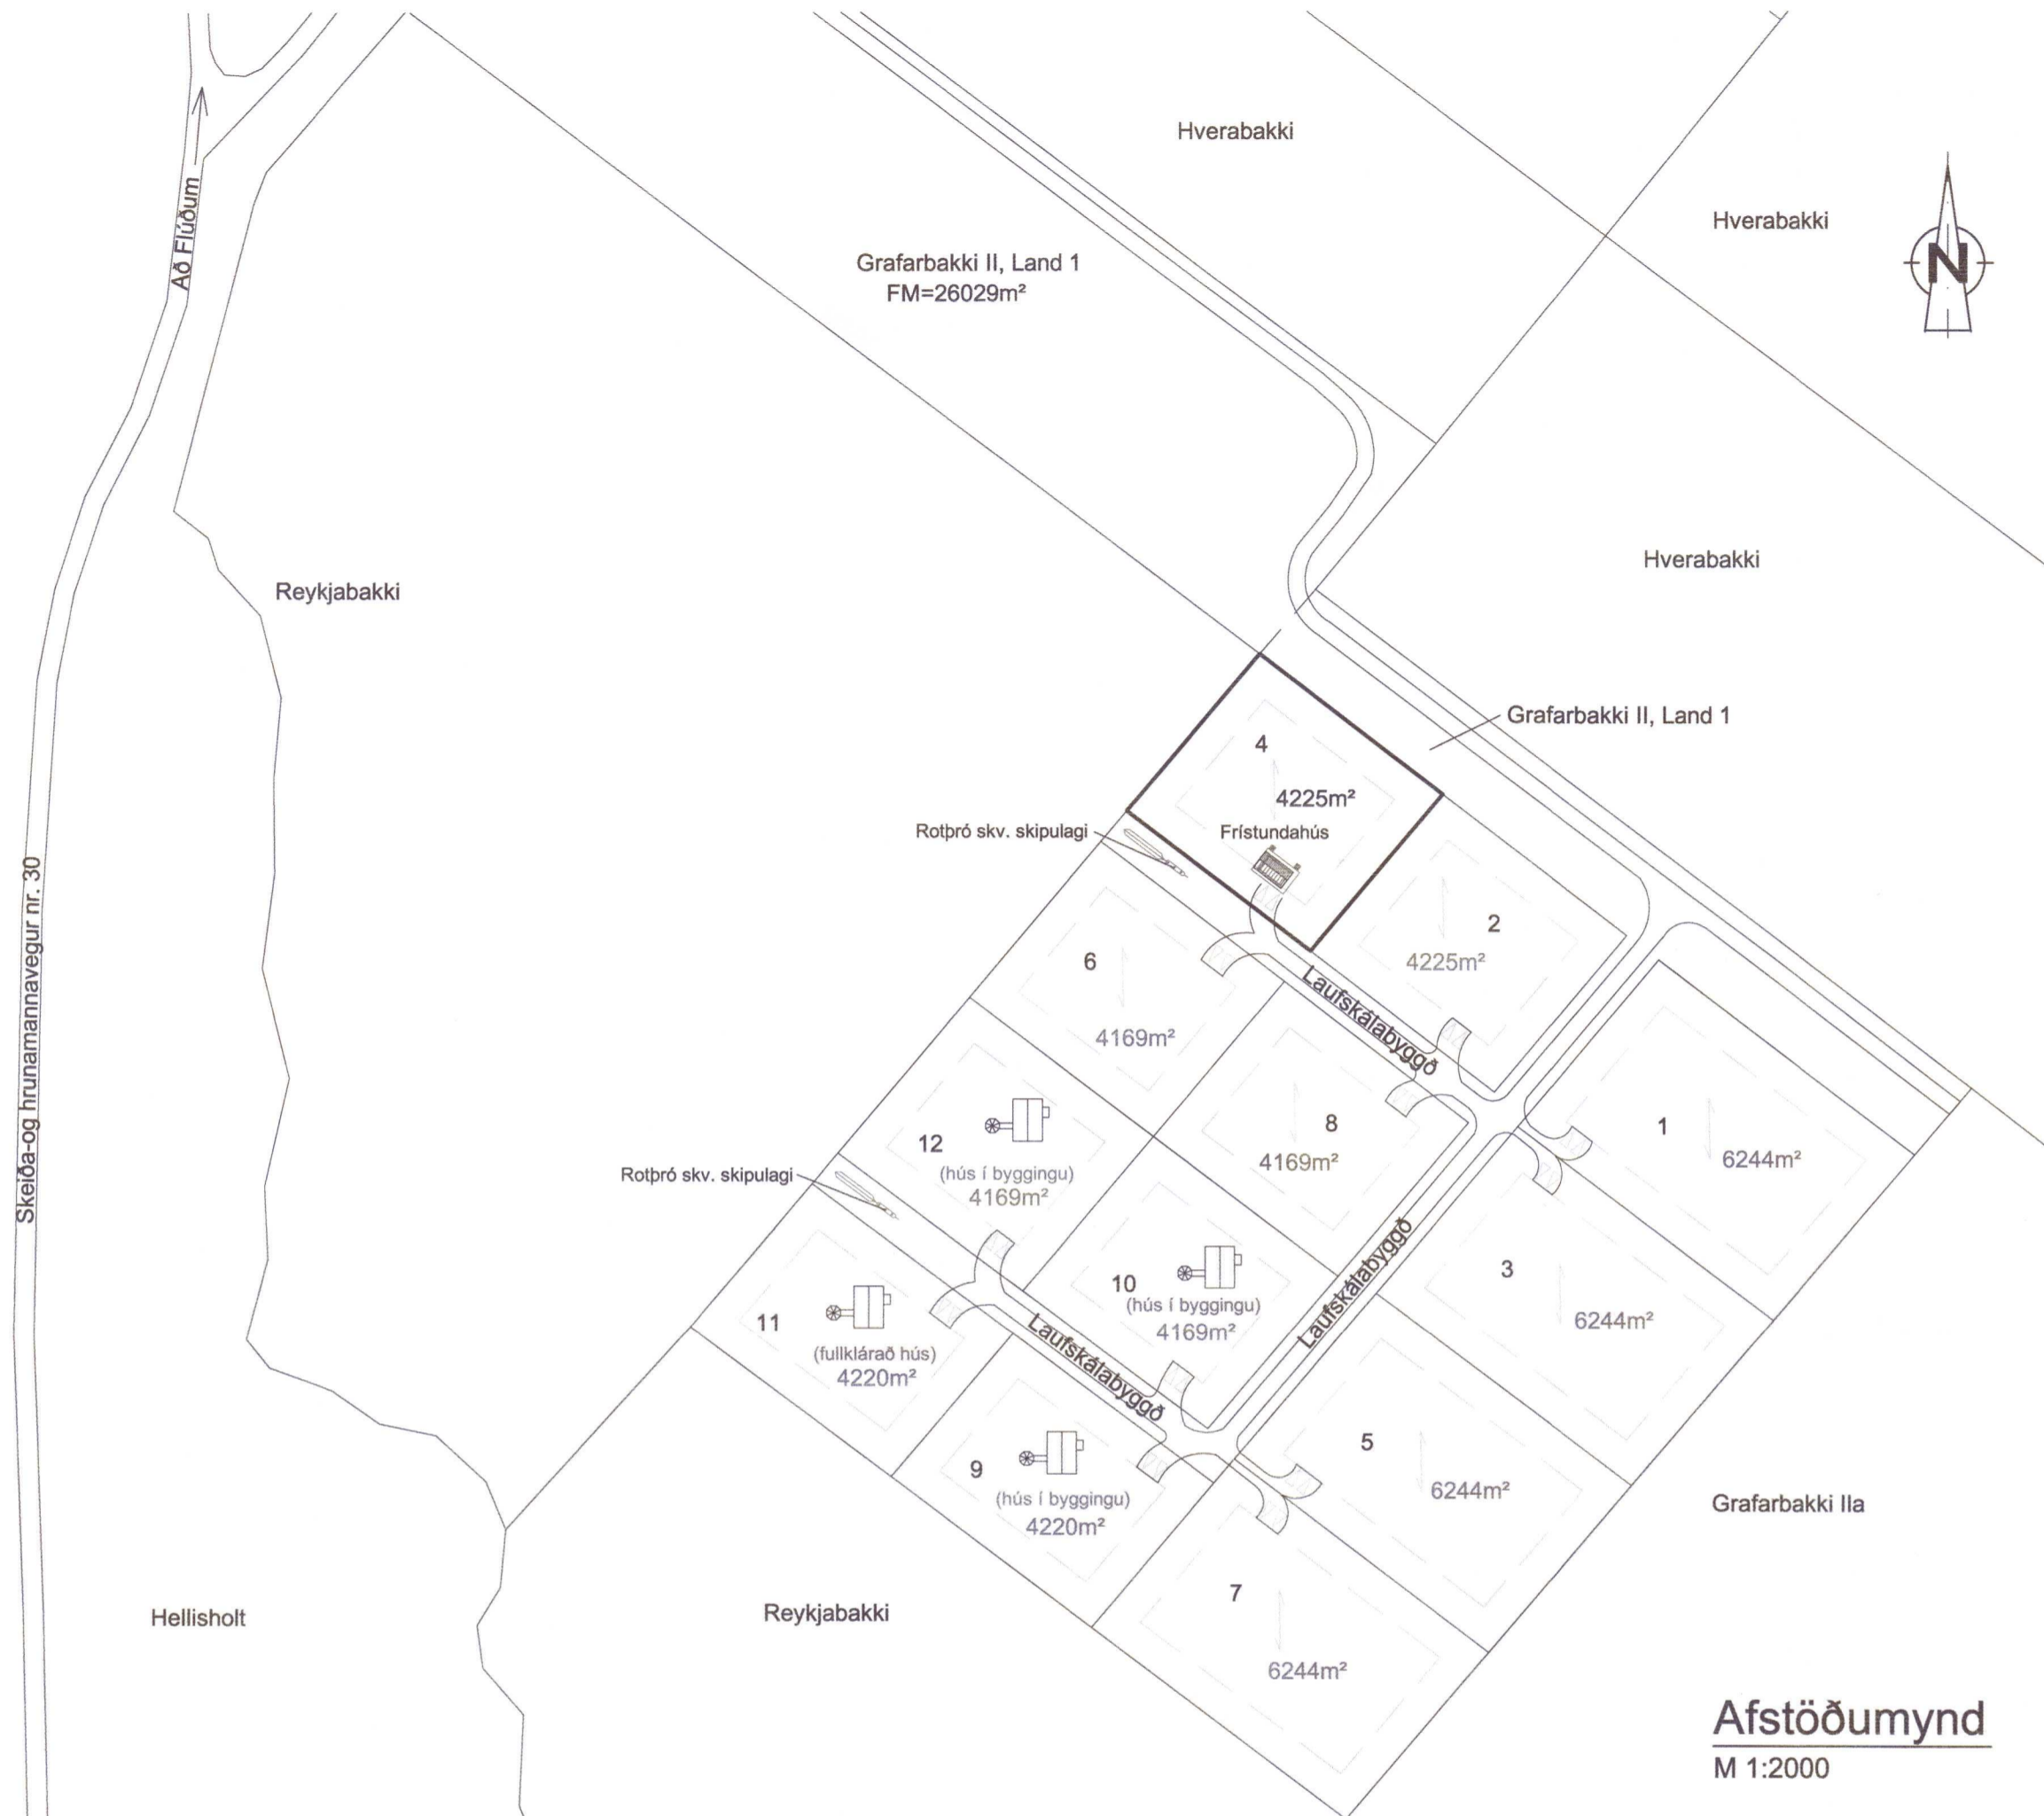 Hverabakki
Hverabakki
N
Að Flúðum
Grafarbakki II, Land 1
FM=26029m²
Hverabakki
Reykjabakki
Grafarbakki II, Land 1
4
4225m²
Rotþró skv. skipulagi
Frístundahús
Skeiða-og hrunamannavegur nr. 30
2
4225m²
6
4169m²
Laufskálabyggð
8
4169m²
1
6244m²
12
(hús í byggingu)
4169m²
Rotþró skv. skipulagi
3
6244m²
10
(hús í byggingu)
4169m²
Laufskálabyggð
11
(fullklárað hús)
4220m²
Laufskálabyggð
5
6244m²
9
(hús í byggingu)
4220m²
Grafarbakki IIa
7
6244m²
Hellisholt
Reykjabakki
Afstöðumynd
M 1:2000